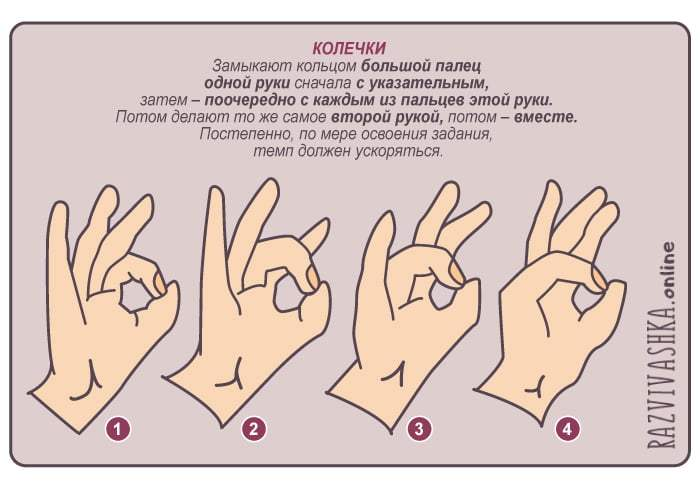 КОЛЕЧКИ
Замыкают кольцом большой палец
одной руки сначала с указательным,
затем – поочередно с каждым из пальцев этой руки.
Потом делают то же самое второй рукой, потом – вместе.
Постепенно, по мере освоения задания,
темп должен ускоряться.
1
2
3
4
RAZVIVASHKA.online